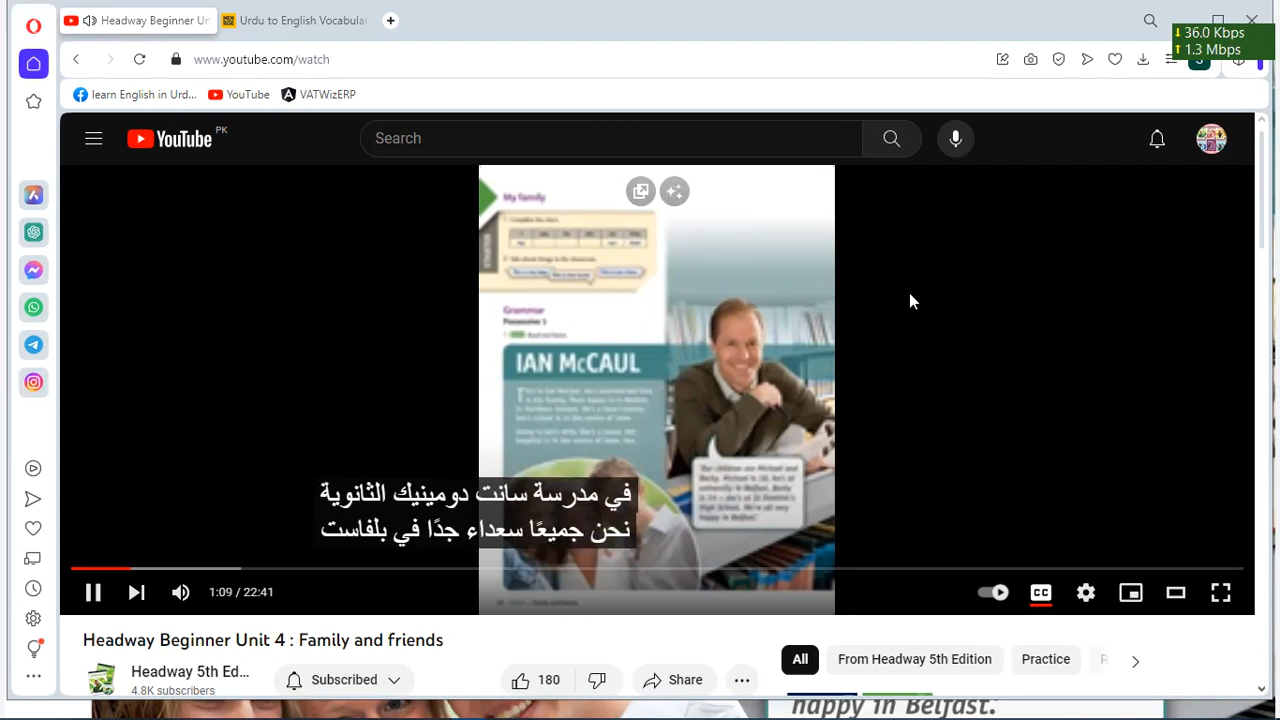 Headway Beginner Uni
Urdu to English Vocabular
36.0 Kbps
1.3 Mbps
www.youtube.com/watch
learn English in Urd...
YouTube
VATWizERP
YouTube PK
Search
My family
Grammar
Possessive 's
IAN McCAUL
في مدرسة سانت دومينيك الثانوية
نحن جميعًا سعداء جدًا في بلفاست
1:09 / 22:41
CC
Headway Beginner Unit 4 : Family and friends
Headway 5th Ed...
4.8K subscribers
Subscribed
180
Share
All
From Headway 5th Edition
Practice
happy in Belfast.